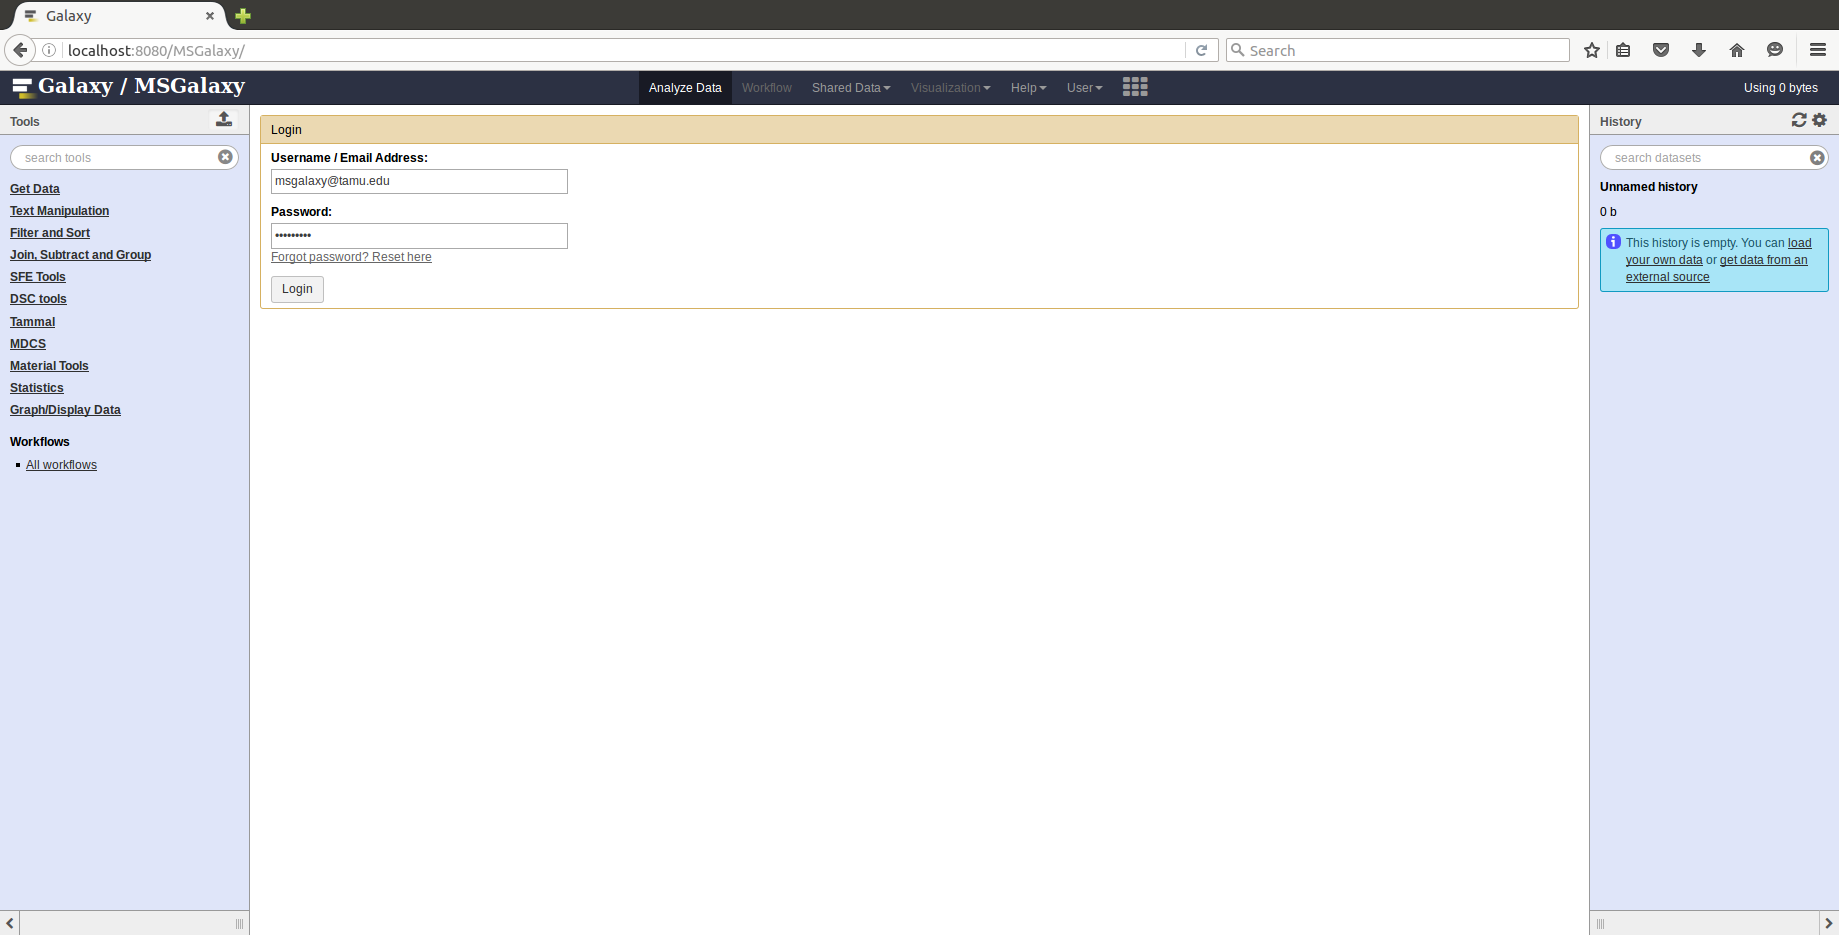 Galaxy
localhost:8080/MSGalaxy/
Search
Galaxy / MSGalaxy
Analyze Data
Workflow
Shared Data
Visualization
Help
User
Using 0 bytes
Tools
search tools
Get Data
Text Manipulation
Filter and Sort
Join, Subtract and Group
SFE Tools
DSC tools
Tammal
MDCS
Material Tools
Statistics
Graph/Display Data
Workflows
All workflows
Login
Username / Email Address:
msgalaxy@tamu.edu
Password:
•••••••••
Forgot password? Reset here
Login
History
search datasets
Unnamed history
0 b
This history is empty. You can load
your own data or get data from an
external source